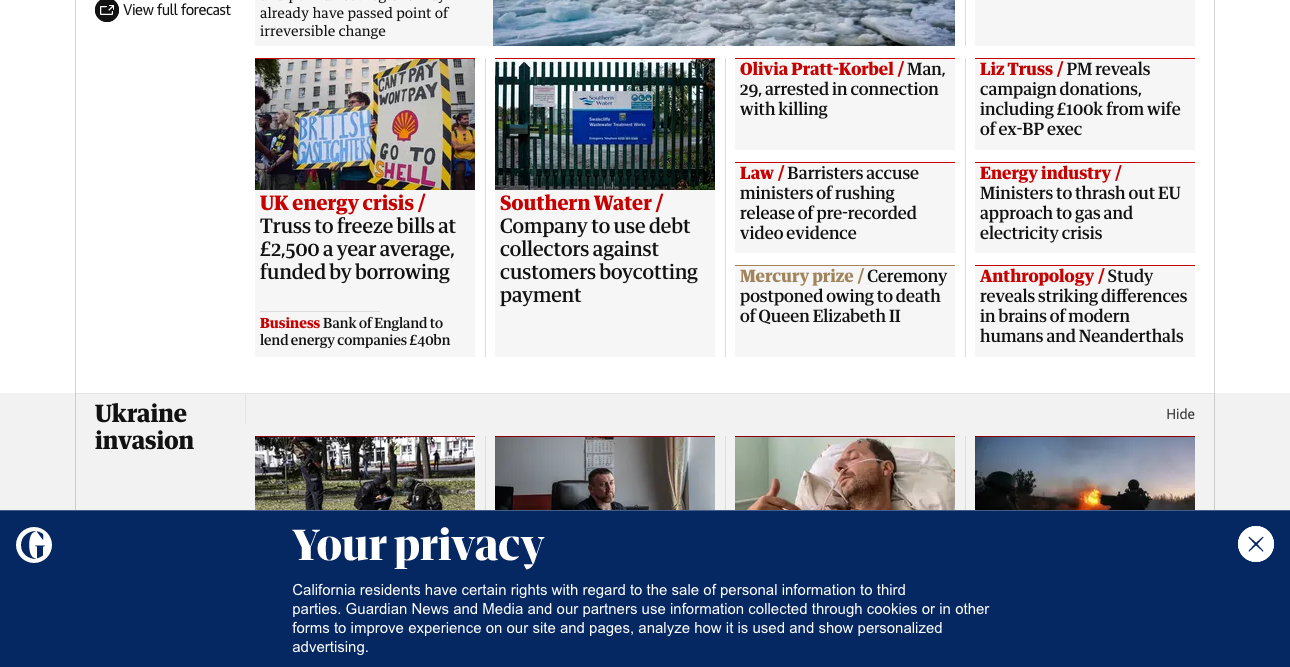 View full forecast
already have passed point of
irreversible change
CAN'T PAY
WON'T PAY
BRITISH
GASLIGHTERS
GO TO
SHELL
UK energy crisis /
Truss to freeze bills at
£2,500 a year average,
funded by borrowing
Business Bank of England to
lend energy companies £40bn
Southern
Water
Southern Water /
Company to use debt
collectors against
customers boycotting
payment
Olivia Pratt-Korbel / Man,
29, arrested in connection
with killing
Law / Barristers accuse
ministers of rushing
release of pre-recorded
video evidence
Mercury prize / Ceremony
postponed owing to death
of Queen Elizabeth II
Liz Truss / PM reveals
campaign donations,
including £100k from wife
of ex-BP exec
Energy industry /
Ministers to thrash out EU
approach to gas and
electricity crisis
Anthropology / Study
reveals striking differences
in brains of modern
humans and Neanderthals
Ukraine
invasion
Hide
Your privacy
California residents have certain rights with regard to the sale of personal information to third
parties. Guardian News and Media and our partners use information collected through cookies or in other
forms to improve experience on our site and pages, analyze how it is used and show personalized
advertising.